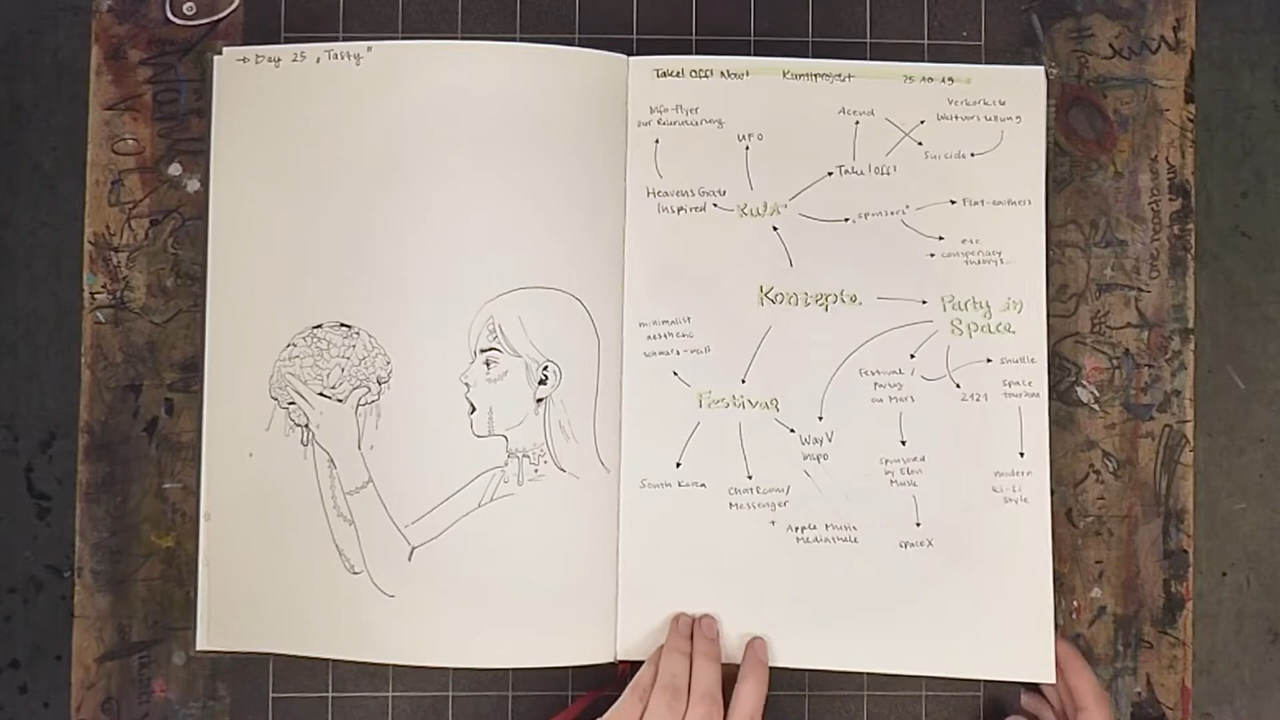 → Day 25 „Tasty"
Take! Off! Now! Kunstprojekt 25.10.19
Info-flyer
zur Rekrutierung
UFO
Acend
Verkorkste
Weltvorstellung
Suicide
Take! Off!
Heavens Gate
Inspired
Kult
„sponsors"
Flat-earthers
etc.
→ conspiracy
theorys...
Konzepte
Party in
Space
minimalist
aesthetic
schwarz-weiß
Festival
Festival /
Party
on Mars
shuttle
2121
space
tourism
WayV
inspo
South Korea
ChatRoom/
Messenger
+
Apple Music
Mediathek
Sponsored
by Elon
Musk
spaceX
modern
style